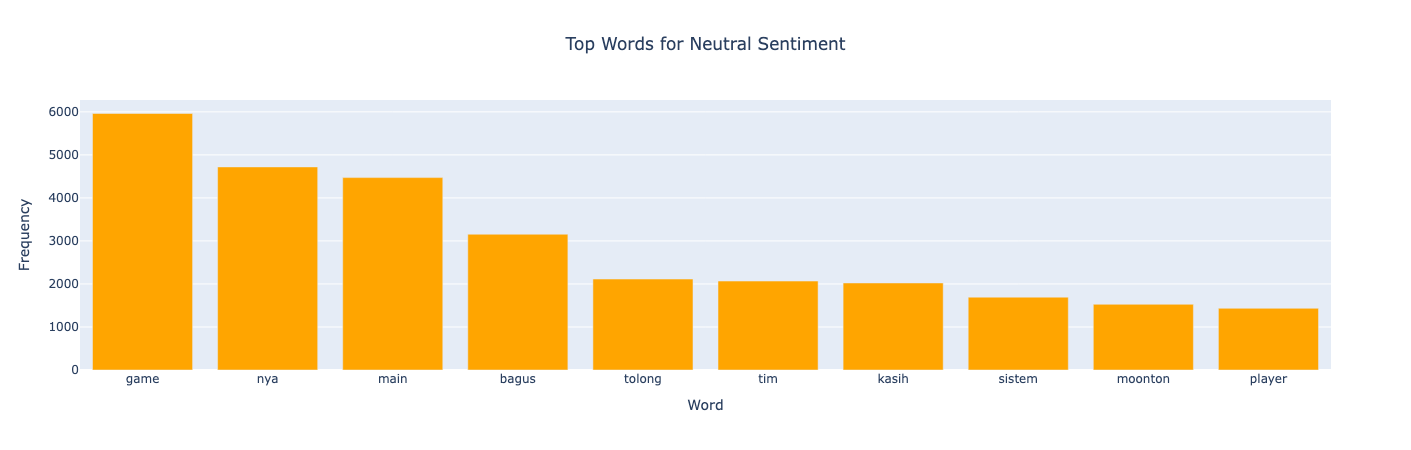 Top Words for Neutral Sentiment
Frequency
6000
5000
4000
3000
2000
1000
0
game nya main bagus tolong tim kasih sistem moonton player
Word